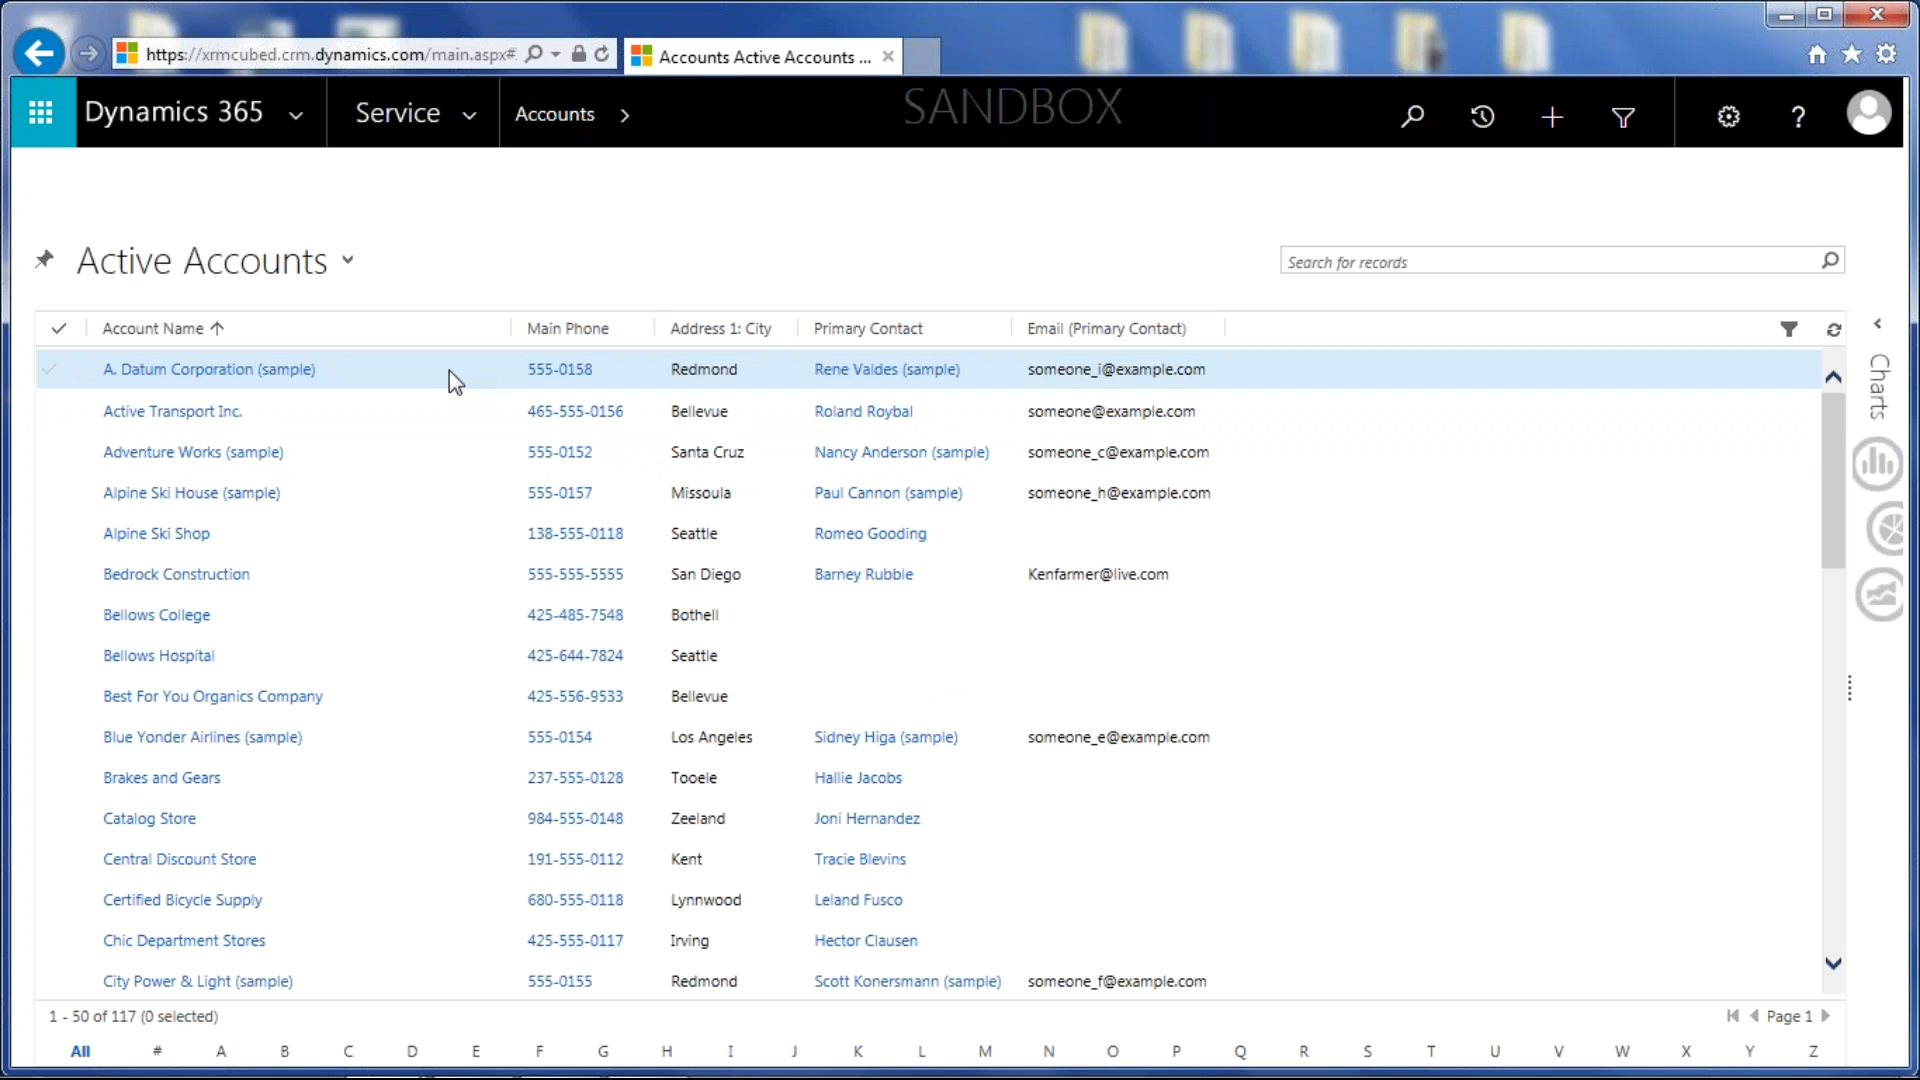 https://xrmcubed.crm.dynamics.com/main.aspx#
Accounts Active Accounts ...
Dynamics 365
Service
Accounts
SANDBOX
?
Active Accounts
Search for records
Account Name Main Phone Address 1: City Primary Contact Email (Primary Contact)
A. Datum Corporation (sample) 555-0158 Redmond Rene Valdes (sample) someone_i@example.com
Active Transport Inc. 465-555-0156 Bellevue Roland Roybal someone@example.com
Adventure Works (sample) 555-0152 Santa Cruz Nancy Anderson (sample) someone_c@example.com
Alpine Ski House (sample) 555-0157 Missoula Paul Cannon (sample) someone_h@example.com
Alpine Ski Shop 138-555-0118 Seattle Romeo Gooding
Bedrock Construction 555-555-5555 San Diego Barney Rubble Kenfarmer@live.com
Bellows College 425-485-7548 Bothell
Bellows Hospital 425-644-7824 Seattle
Best For You Organics Company 425-556-9533 Bellevue
Blue Yonder Airlines (sample) 555-0154 Los Angeles Sidney Higa (sample) someone_e@example.com
Brakes and Gears 237-555-0128 Tooele Hallie Jacobs
Catalog Store 984-555-0148 Zeeland Joni Hernandez
Central Discount Store 191-555-0112 Kent Tracie Blevins
Certified Bicycle Supply 680-555-0118 Lynnwood Leland Fusco
Chic Department Stores 425-555-0117 Irving Hector Clausen
City Power & Light (sample) 555-0155 Redmond Scott Konersmann (sample) someone_f@example.com
Charts
1 - 50 of 117 (0 selected)
Page 1
All # A B C D E F G H I J K L M N O P Q R S T U V W X Y Z